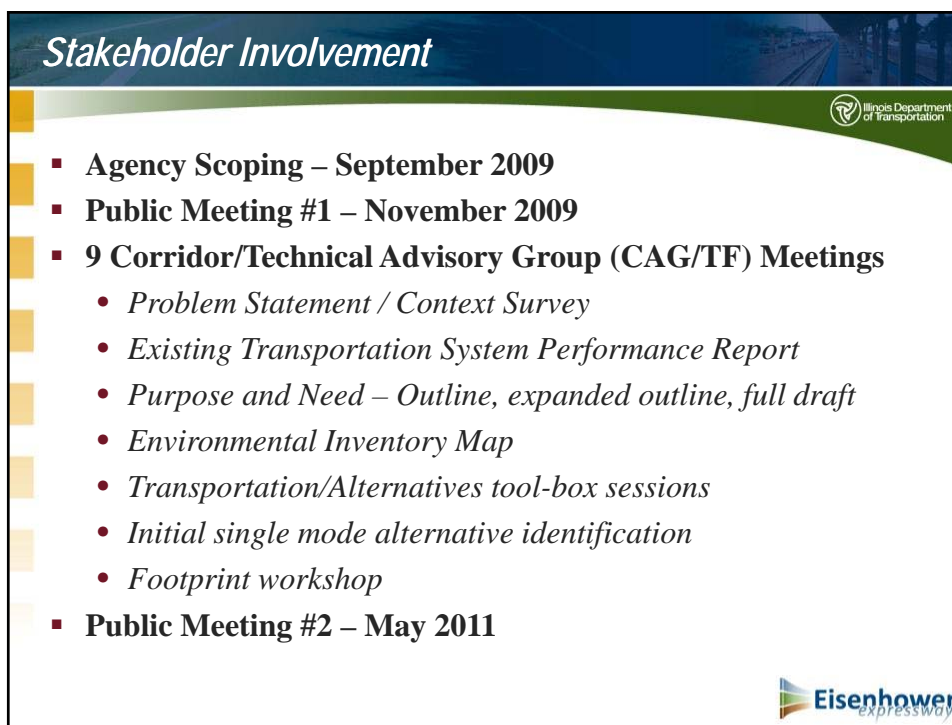 Stakeholder Involvement
Illinois Department
of Transportation
▪ Agency Scoping – September 2009
▪ Public Meeting #1 – November 2009
▪ 9 Corridor/Technical Advisory Group (CAG/TF) Meetings
• Problem Statement / Context Survey
• Existing Transportation System Performance Report
• Purpose and Need – Outline, expanded outline, full draft
• Environmental Inventory Map
• Transportation/Alternatives tool-box sessions
• Initial single mode alternative identification
• Footprint workshop
▪ Public Meeting #2 – May 2011
Eisenhower
expressway